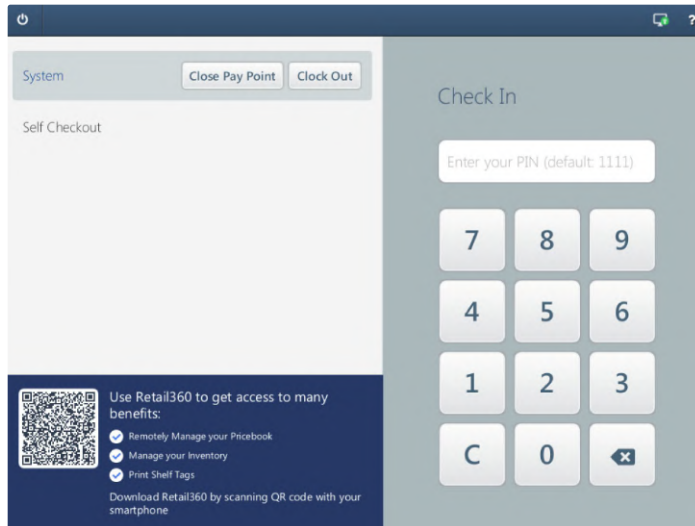 ?
System
Close Pay Point
Clock Out
Self Checkout
Check In
Enter your PIN (default: 1111)
7 8 9
4 5 6
1 2 3
C 0
Use Retail360 to get access to many
benefits:
Remotely Manage your Pricebook
Manage your Inventory
Print Shelf Tags
Download Retail360 by scanning QR code with your
smartphone